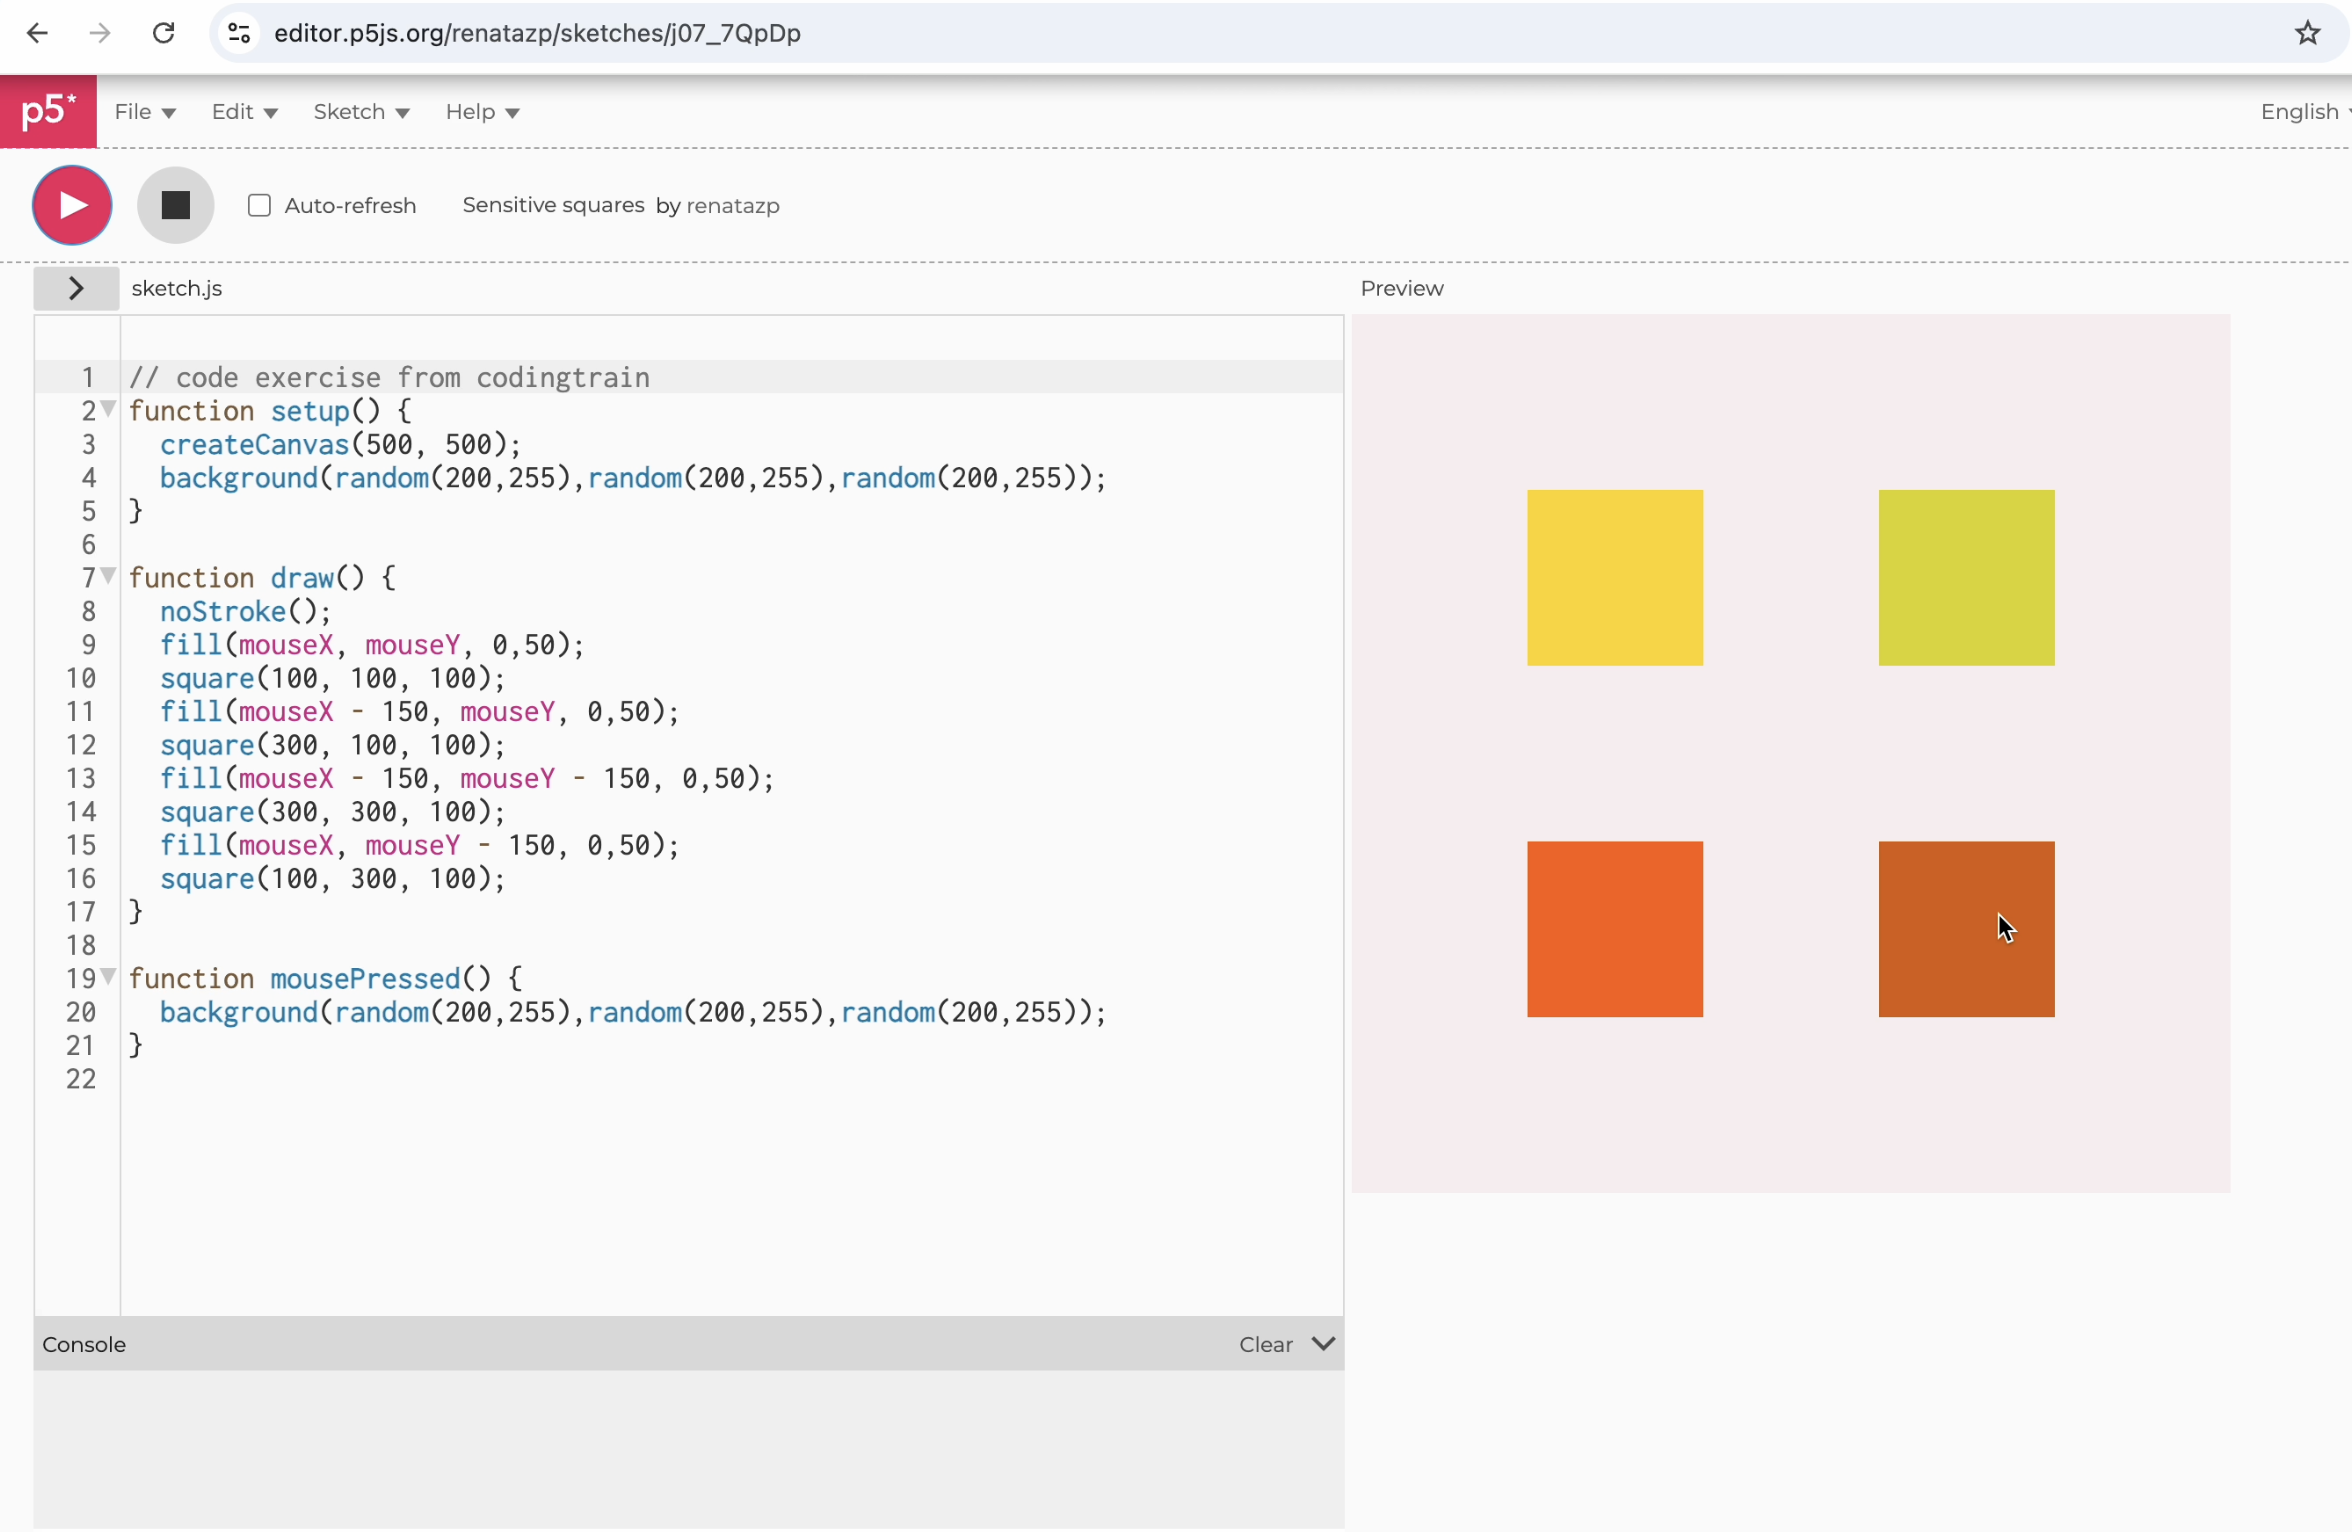 editor.p5js.org/renatazp/sketches/j07_7QpDp
p5* File Edit Sketch Help English
Auto-refresh Sensitive squares by renatazp
sketch.js
Preview
1 // code exercise from codingtrain
2 function setup() {
3   createCanvas(500, 500);
4   background(random(200,255),random(200,255),random(200,255));
5 }
6
7 function draw() {
8   noStroke();
9   fill(mouseX, mouseY, 0,50);
10   square(100, 100, 100);
11   fill(mouseX - 150, mouseY, 0,50);
12   square(300, 100, 100);
13   fill(mouseX - 150, mouseY - 150, 0,50);
14   square(300, 300, 100);
15   fill(mouseX, mouseY - 150, 0,50);
16   square(100, 300, 100);
17 }
18
19 function mousePressed() {
20   background(random(200,255),random(200,255),random(200,255));
21 }
22
Console Clear